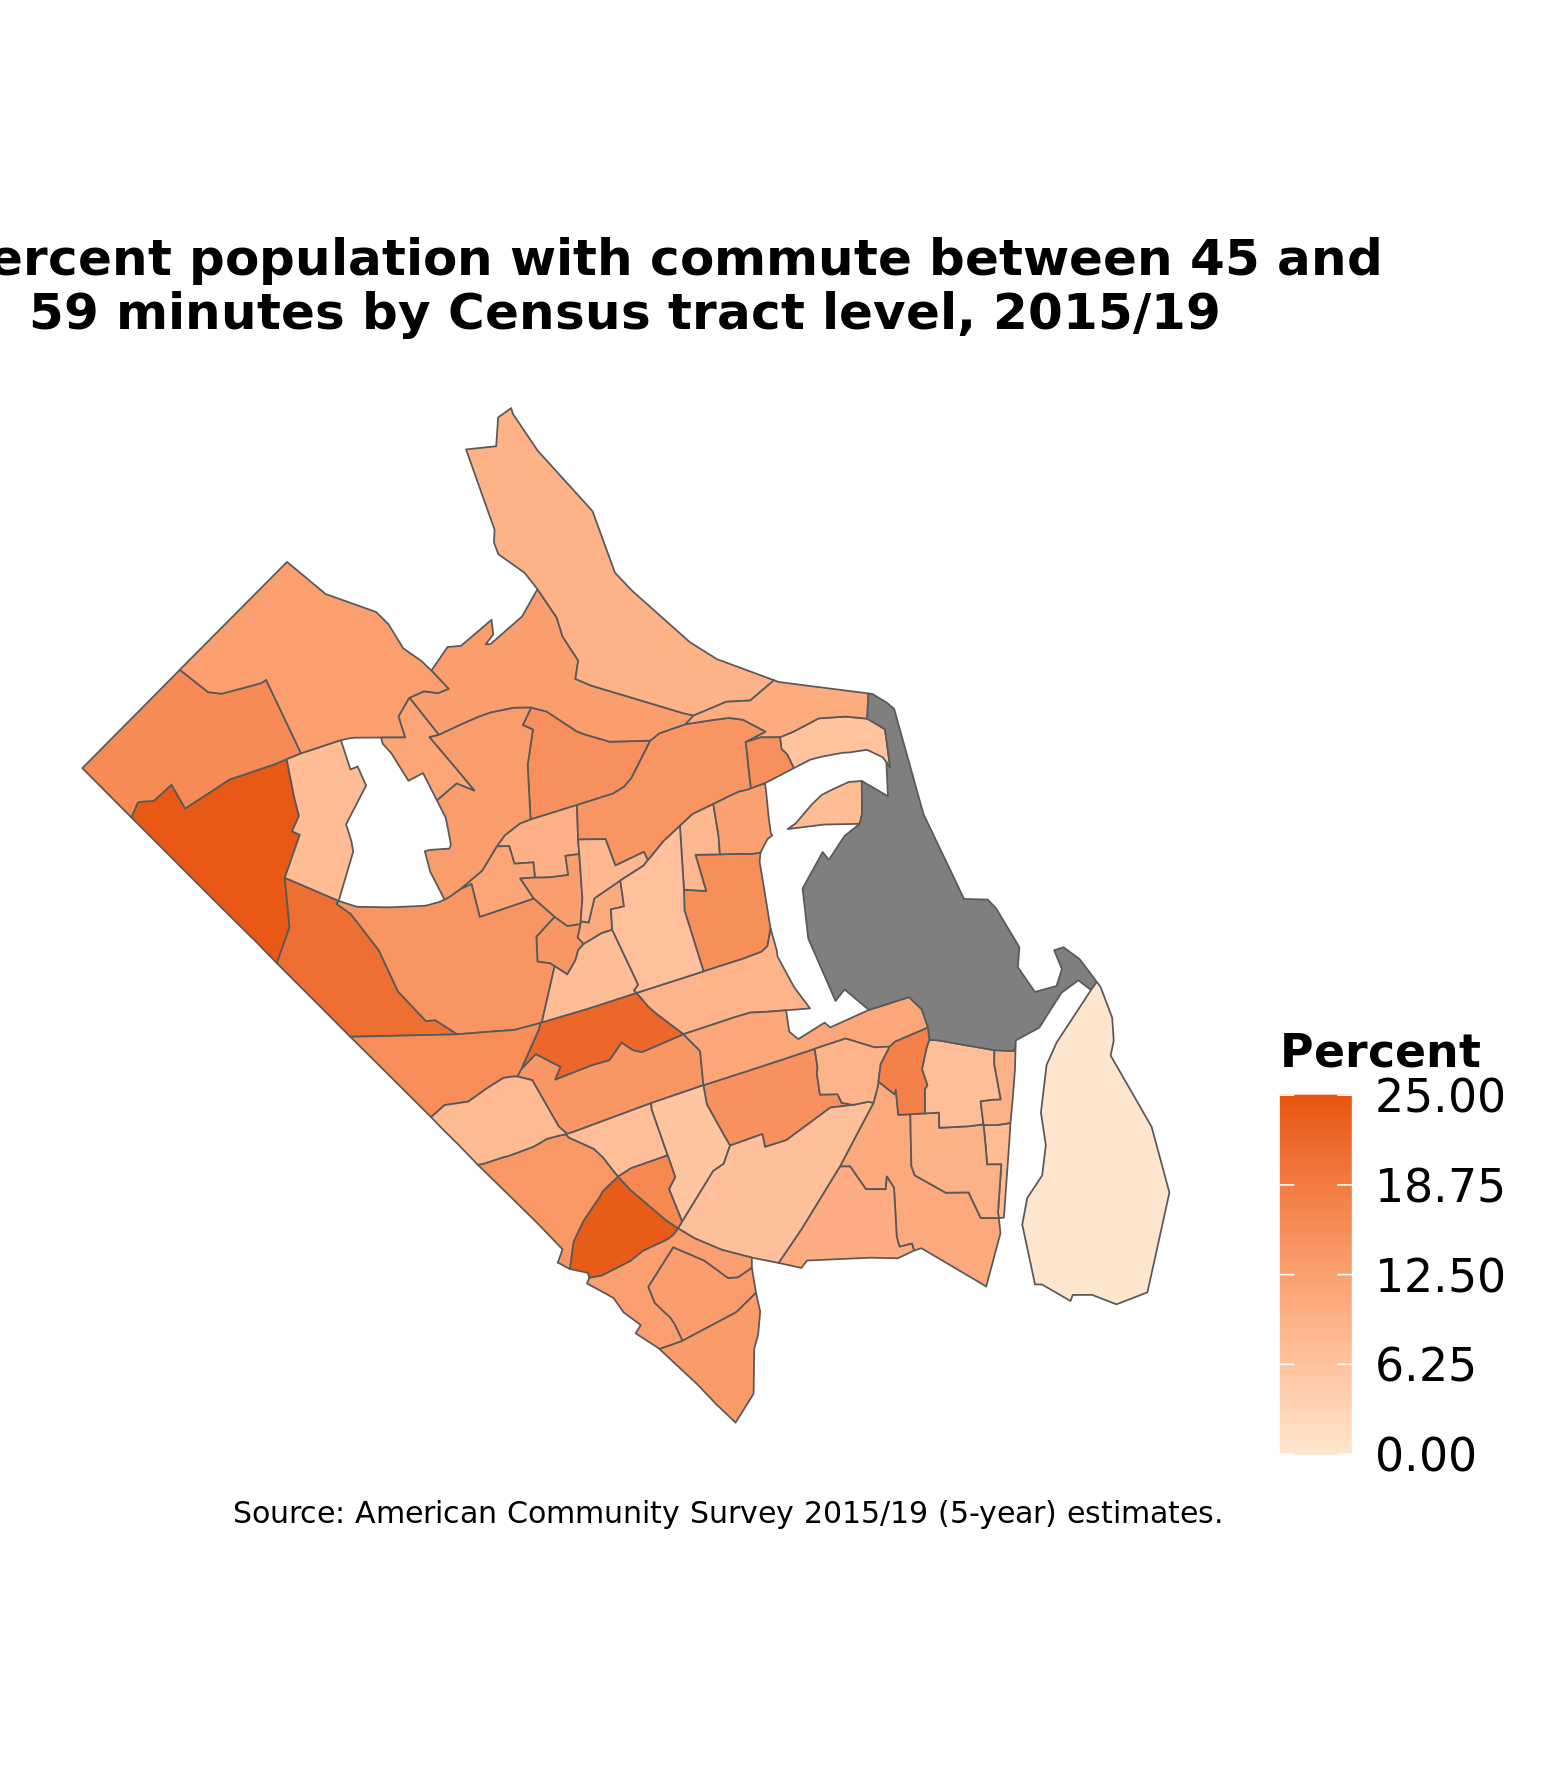 ercent population with commute between 45 and
59 minutes by Census tract level, 2015/19
Percent
25.00
18.75
12.50
6.25
0.00
Source: American Community Survey 2015/19 (5-year) estimates.